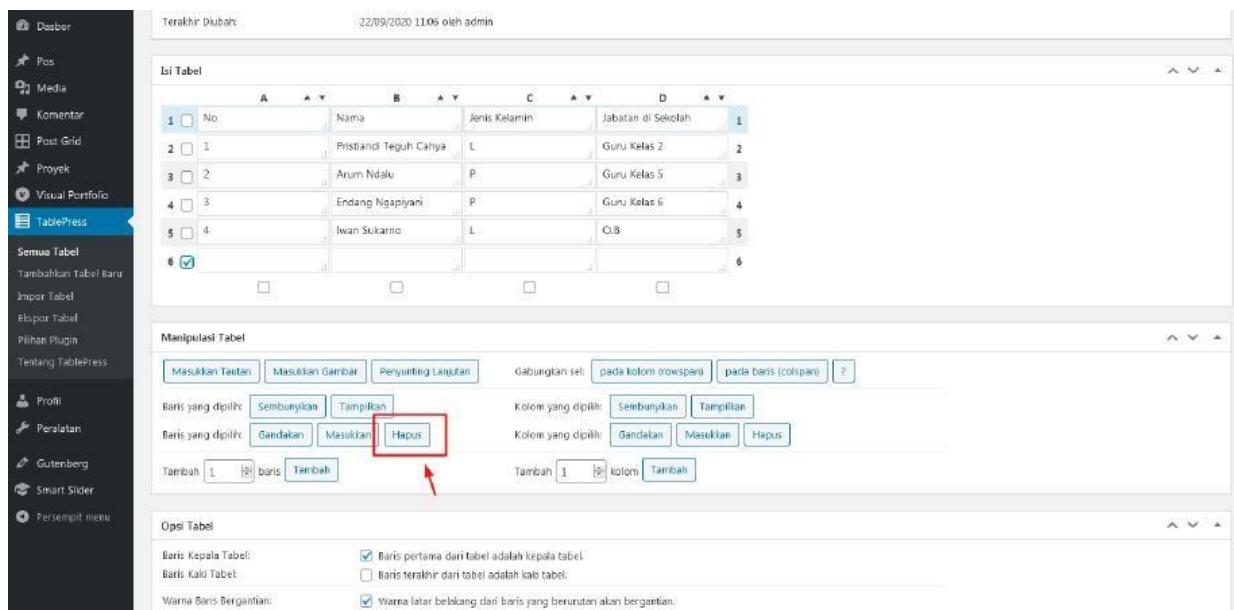 Dasbor
Pos
Media
Komentar
Post Grid
Proyek
Visual Portfolio
TablePress
Semua Tabel
Tambahkan Tabel Baru
Impor Tabel
Ekspor Tabel
Pilihan Plugin
Tentang TablePress
Profil
Peralatan
Gutenberg
Smart Slider
Persempit menu
Terakhir Diubah: 22/09/2020 11:06 oleh admin
Isi Tabel
A B C D
1 No Nama Jenis Kelamin Jabatan di Sekolah 1
2 1 Pristiandi Teguh Cahya L Guru Kelas 2 2
3 2 Arum Ndalu P Guru Kelas 5 3
4 3 Endang Ngapiyani P Guru Kelas 6 4
5 4 Iwan Sukarno L O.B 5
6 6
Manipulasi Tabel
Masukkan Tautan Masukkan Gambar Penyunting Lanjutan Gabungkan sel: pada kolom (rowspan) pada baris (colspan) ?
Baris yang dipilih: Sembunyikan Tampilkan Kolom yang dipilih: Sembunyikan Tampilkan
Baris yang dipilih: Gandakan Masukkan Hapus Kolom yang dipilih: Gandakan Masukkan Hapus
Tambah 1 baris Tambah Tambah 1 kolom Tambah
Opsi Tabel
Baris Kepala Tabel: Baris pertama dari tabel adalah kepala tabel.
Baris Kaki Tabel: Baris terakhir dari tabel adalah kaki tabel.
Warna Baris Bergantian: Warna latar belakang dari baris yang berurutan akan bergantian.